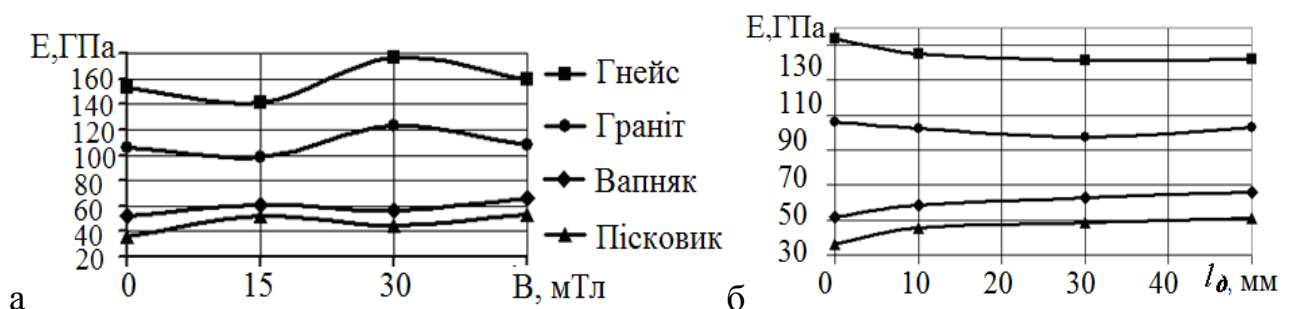 Е,ГПа
160
140
120
100
80
60
40
20
0 15 30 В, мТл
Гнейс
Граніт
Вапняк
Пісковик
а
Е,ГПа
130
110
90
70
50
30
0 10 20 30 40 lд, мм
б